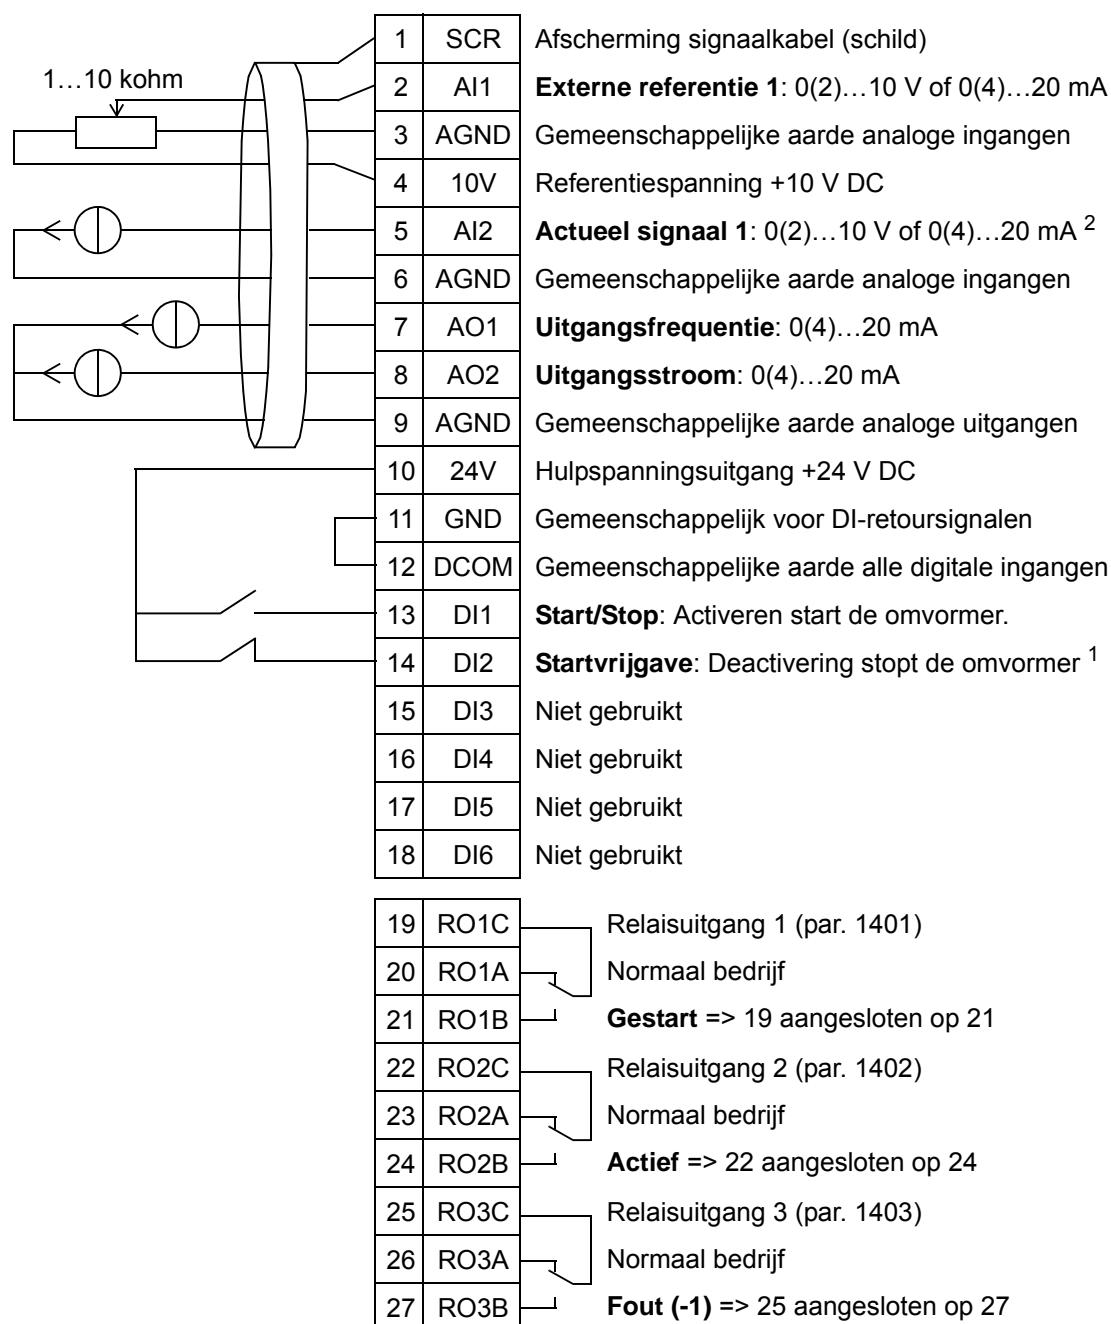 1 SCR Afscherming signaalkabel (schild)
1…10 kohm
2 AI1 Externe referentie 1: 0(2)…10 V of 0(4)…20 mA
3 AGND Gemeenschappelijke aarde analoge ingangen
4 10V Referentiespanning +10 V DC
5 AI2 Actueel signaal 1: 0(2)…10 V of 0(4)…20 mA 2
6 AGND Gemeenschappelijke aarde analoge ingangen
7 AO1 Uitgangsfrequentie: 0(4)…20 mA
8 AO2 Uitgangsstroom: 0(4)…20 mA
9 AGND Gemeenschappelijke aarde analoge uitgangen
10 24V Hulpspanningsuitgang +24 V DC
11 GND Gemeenschappelijk voor DI-retoursignalen
12 DCOM Gemeenschappelijke aarde alle digitale ingangen
13 DI1 Start/Stop: Activeren start de omvormer.
14 DI2 Startvrijgave: Deactivering stopt de omvormer 1
15 DI3 Niet gebruikt
16 DI4 Niet gebruikt
17 DI5 Niet gebruikt
18 DI6 Niet gebruikt
19 RO1C Relaisuitgang 1 (par. 1401)
20 RO1A Normaal bedrijf
21 RO1B Gestart => 19 aangesloten op 21
22 RO2C Relaisuitgang 2 (par. 1402)
23 RO2A Normaal bedrijf
24 RO2B Actief => 22 aangesloten op 24
25 RO3C Relaisuitgang 3 (par. 1403)
26 RO3A Normaal bedrijf
27 RO3B Fout (-1) => 25 aangesloten op 27